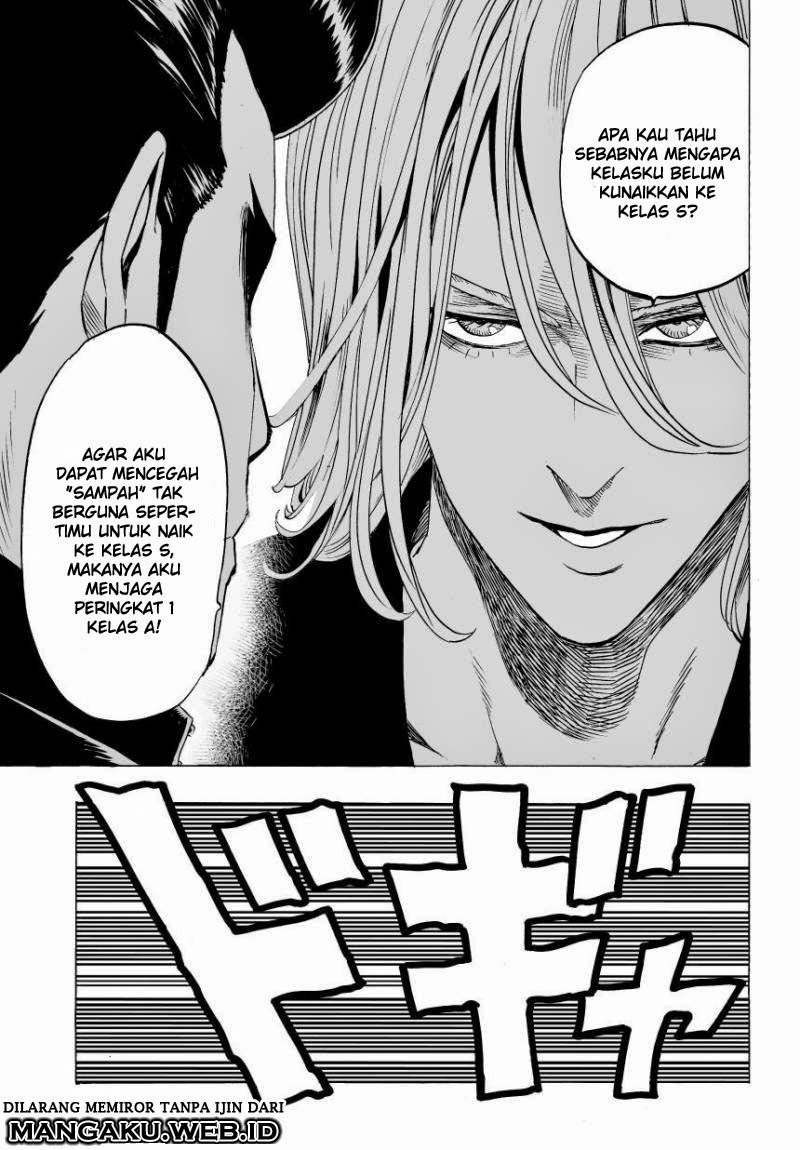 APA KAU TAHU
SEBABNYA MENGAPA
KELASKU BELUM
KUNAIKKAN KE
KELAS S?
AGAR AKU
DAPAT MENCEGAH
"SAMPAH" TAK
BERGUNA SEPER-
TIMU UNTUK NAIK
KE KELAS S,
MAKANYA AKU
MENJAGA
PERINGKAT 1
KELAS A!
ドギャ
DILARANG MEMIROR TANPA IJIN DARI
MANGAKU.WEB.ID